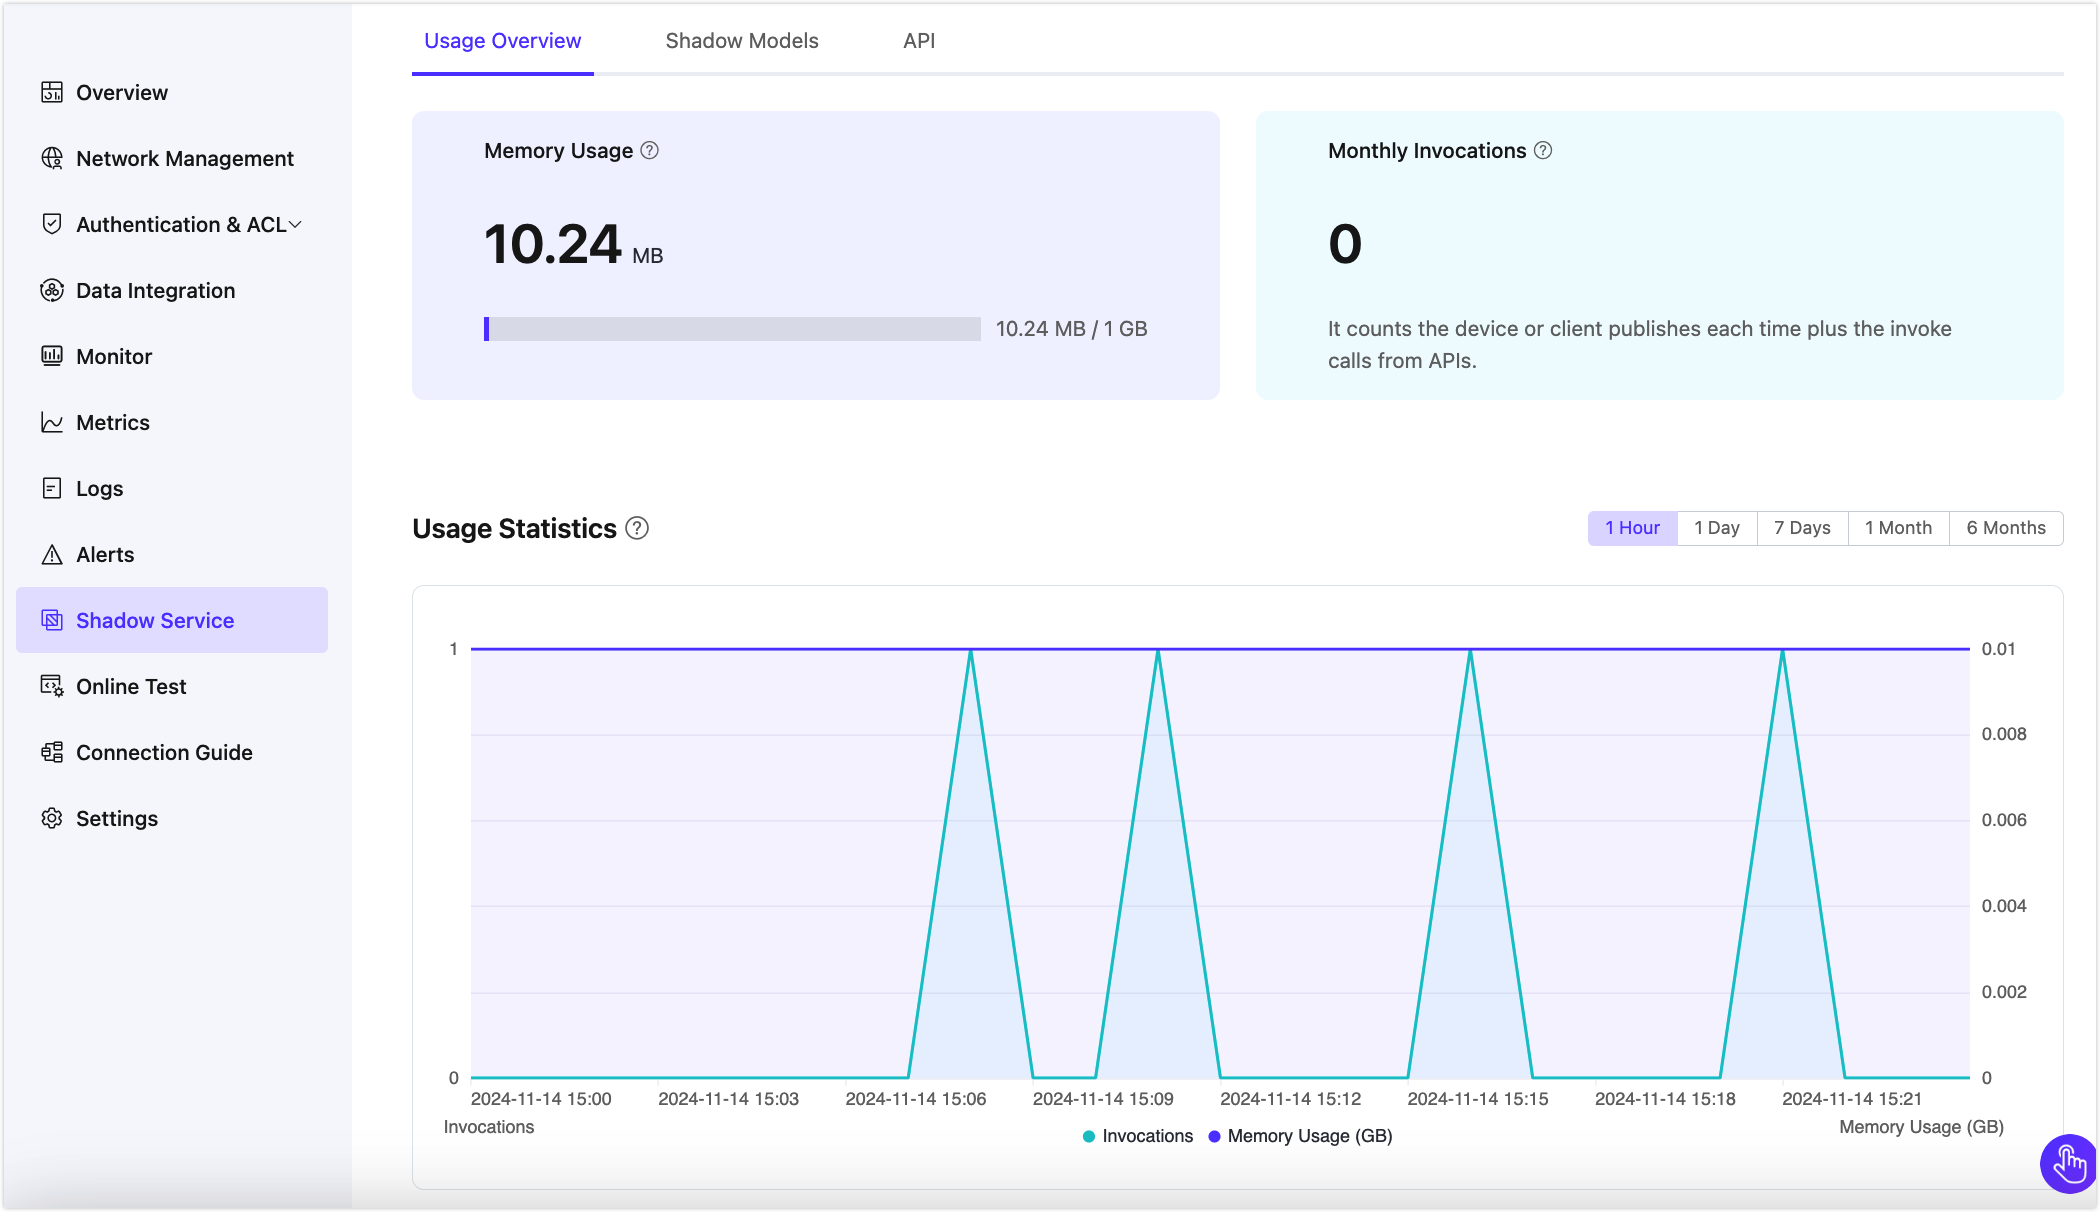 Usage Overview
Shadow Models
API
Overview
Network Management
Authentication & ACL
Data Integration
Monitor
Metrics
Logs
Alerts
Shadow Service
Online Test
Connection Guide
Settings
Memory Usage
10.24 MB
10.24 MB / 1 GB
Monthly Invocations
0
It counts the device or client publishes each time plus the invoke
calls from APIs.
Usage Statistics
1 Hour
1 Day
7 Days
1 Month
6 Months
1
0
0.01
0.008
0.006
0.004
0.002
0
2024-11-14 15:00
2024-11-14 15:03
2024-11-14 15:06
2024-11-14 15:09
2024-11-14 15:12
2024-11-14 15:15
2024-11-14 15:18
2024-11-14 15:21
Invocations
Memory Usage (GB)
Invocations
Memory Usage (GB)